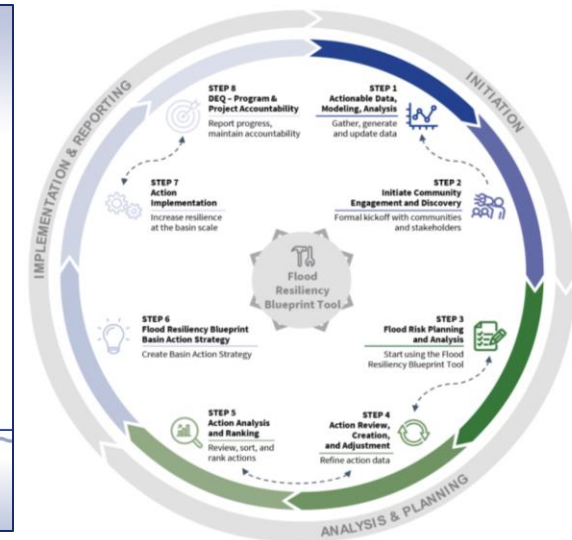 INITIATION
STEP 1
Actionable Data,
Modeling, Analysis
Gather, generate
and update data
STEP 2
Initiate Community
Engagement and Discovery
Formal kickoff with communities
and stakeholders
STEP 3
Flood Risk Planning
and Analysis
Start using the Flood
Resiliency Blueprint Tool
STEP 4
Action Review,
Creation,
and Adjustment
Refine action data
ANALYSIS & PLANNING
STEP 5
Action Analysis
and Ranking
Review, sort, and
rank actions
STEP 6
Flood Resiliency Blueprint
Basin Action Strategy
Create Basin Action Strategy
IMPLEMENTATION & REPORTING
STEP 7
Action
Implementation
Increase resilience
at the basin scale
STEP 8
DEQ – Program &
Project Accountability
Report progress,
maintain accountability
Flood
Resiliency
Blueprint Tool